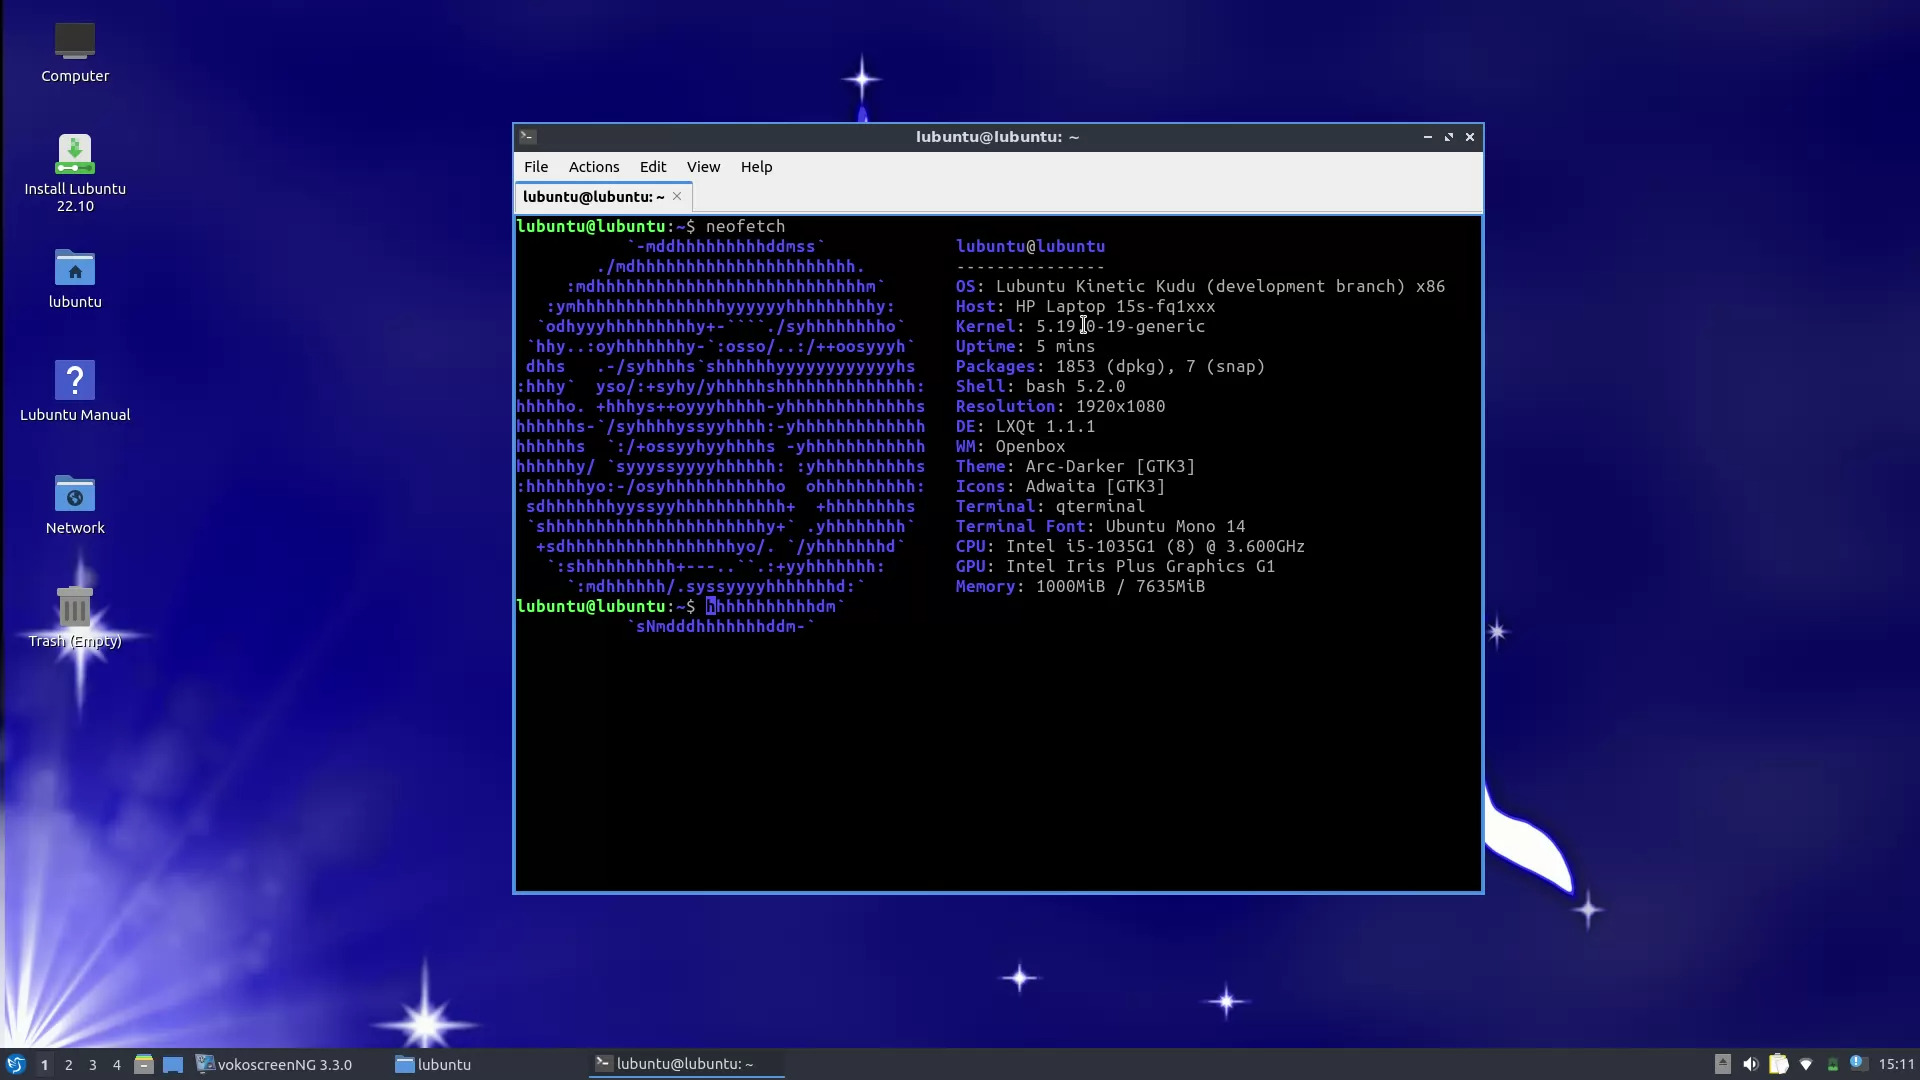 Computer
Install Lubuntu
22.10
lubuntu
Lubuntu Manual
Network
Trash (Empty)
lubuntu@lubuntu: ~
File Actions Edit View Help
lubuntu@lubuntu: ~
lubuntu@lubuntu:~$ neofetch
`-mddhhhhhhhhhddmss` lubuntu@lubuntu
./mdhhhhhhhhhhhhhhhhhhhhhh. ---------------
:mdhhhhhhhhhhhhhhhhhhhhhhhhhhhm` OS: Lubuntu Kinetic Kudu (development branch) x86
:ymhhhhhhhhhhhhhhhyyyyyyhhhhhhhhhy: Host: HP Laptop 15s-fq1xxx
`odhyyyhhhhhhhhhy+-````./syhhhhhhhho` Kernel: 5.19.0-19-generic
`hhy..:oyhhhhhhhy-`:osso/..:/++oosyyyh` Uptime: 5 mins
dhhs .-/syhhhhs`shhhhhhyyyyyyyyyyyyhs Packages: 1853 (dpkg), 7 (snap)
:hhhy` yso/:+syhy/yhhhhhshhhhhhhhhhhhhh: Shell: bash 5.2.0
hhhhho. +hhhys++oyyyhhhhh-yhhhhhhhhhhhhhs Resolution: 1920x1080
hhhhhhs-`/syhhhhyssyyhhhh:-yhhhhhhhhhhhhh DE: LXQt 1.1.1
hhhhhhs `:/+ossyyhyyhhhhs -yhhhhhhhhhhhh WM: Openbox
hhhhhhy/ `syyyssyyyyhhhhhh: :yhhhhhhhhhhs Theme: Arc-Darker [GTK3]
:hhhhhhyo:-/osyhhhhhhhhhhho ohhhhhhhhhh: Icons: Adwaita [GTK3]
sdhhhhhhhyyssyyhhhhhhhhhhh+ +hhhhhhhhs Terminal: qterminal
`shhhhhhhhhhhhhhhhhhhhhhy+` .yhhhhhhhh` Terminal Font: Ubuntu Mono 14
+sdhhhhhhhhhhhhhhhhhyo/. `/yhhhhhhhd` CPU: Intel i5-1035G1 (8) @ 3.600GHz
`:shhhhhhhhhh+---..``.:+yyhhhhhhh: GPU: Intel Iris Plus Graphics G1
`:mdhhhhhh/.syssyyyyhhhhhhhd:` Memory: 1000MiB / 7635MiB
lubuntu@lubuntu:~$ hhhhhhhhhhhdm`
`sNmdddhhhhhhhddm-`
1 2 3 4 vokoscreenNG 3.3.0 lubuntu lubuntu@lubuntu: ~ 15:11